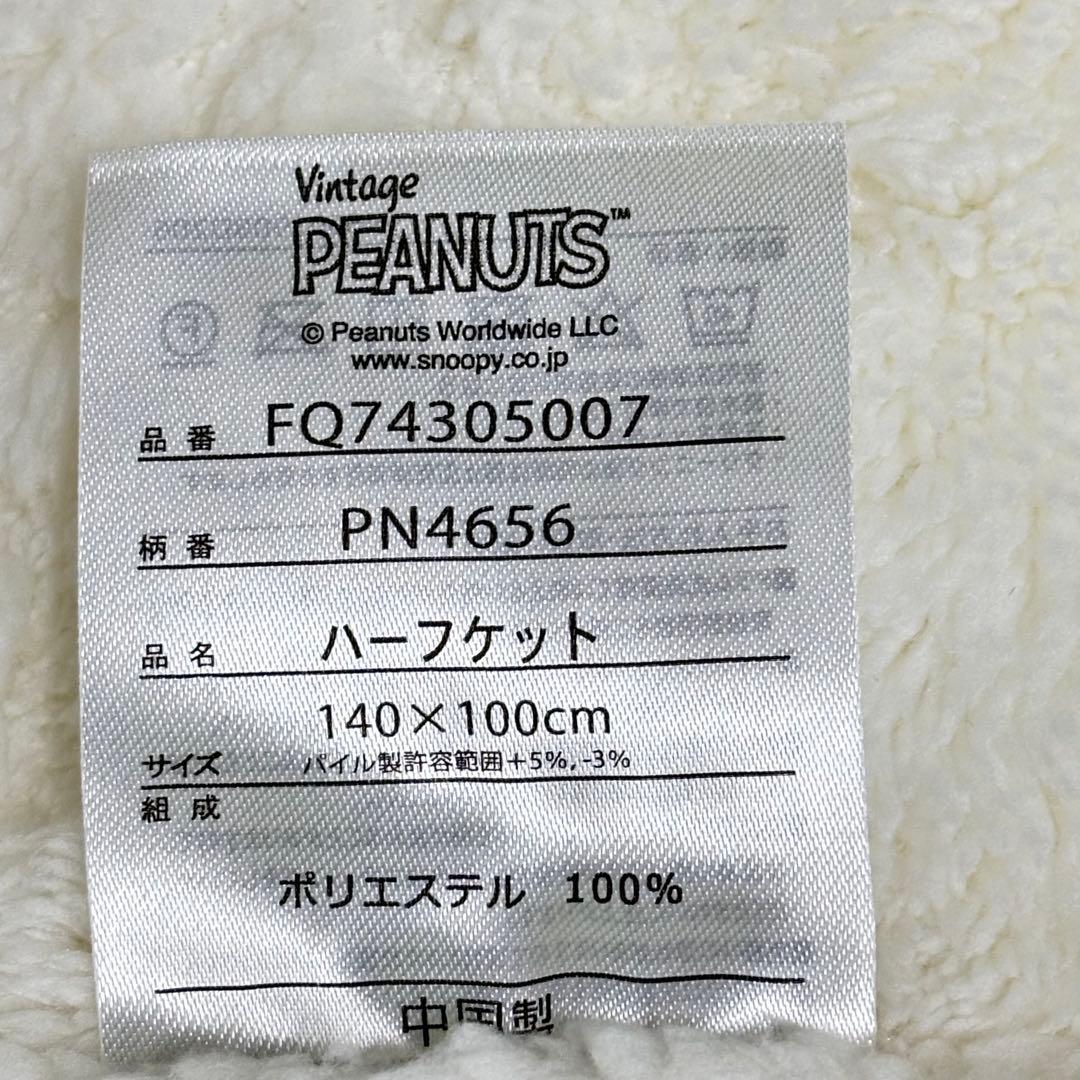 Vintage
PEANUTS™
© Peanuts Worldwide LLC
www.snoopy.co.jp
品番 FQ74305007
柄番 PN4656
品名 ハーフケット
140×100cm
サイズ パイル製許容範囲+5%,-3%
組成
ポリエステル 100%
中国製